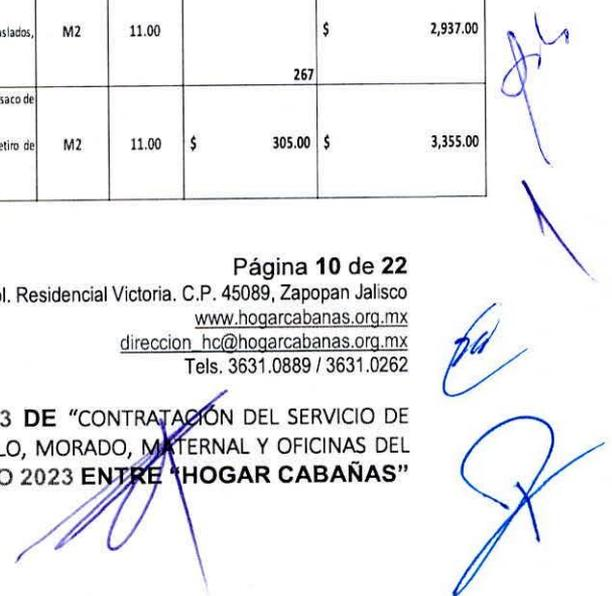 slados, M2 11.00 $ 2,937.00
267
saco de
etiro de M2 11.00 $ 305.00 $ 3,355.00
Página 10 de 22
ol. Residencial Victoria. C.P. 45089, Zapopan Jalisco
www.hogarcabanas.org.mx
direccion_hc@hogarcabanas.org.mx
Tels. 3631.0889 / 3631.0262
3 DE “CONTRATACIÓN DEL SERVICIO DE
LO, MORADO, MATERNAL Y OFICINAS DEL
O 2023 ENTRE “HOGAR CABAÑAS”